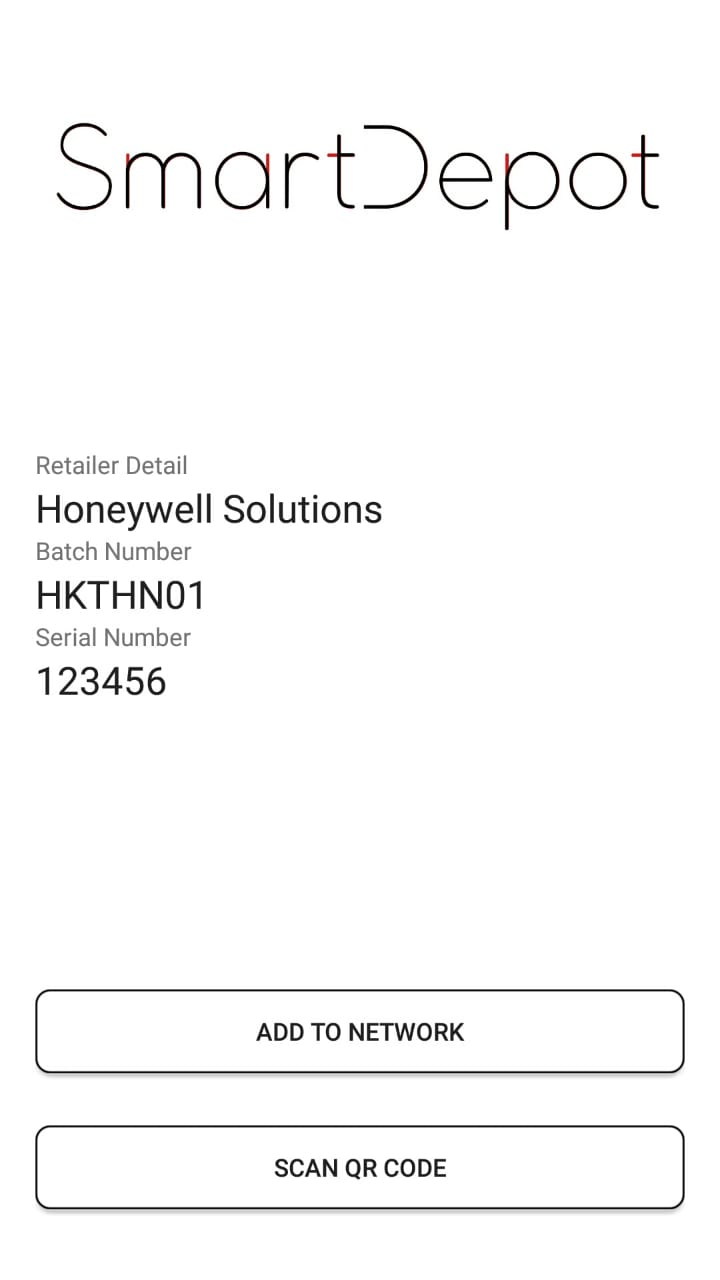 SmartDepot
Retailer Detail
Honeywell Solutions
Batch Number
HKTHN01
Serial Number
123456
ADD TO NETWORK
SCAN QR CODE